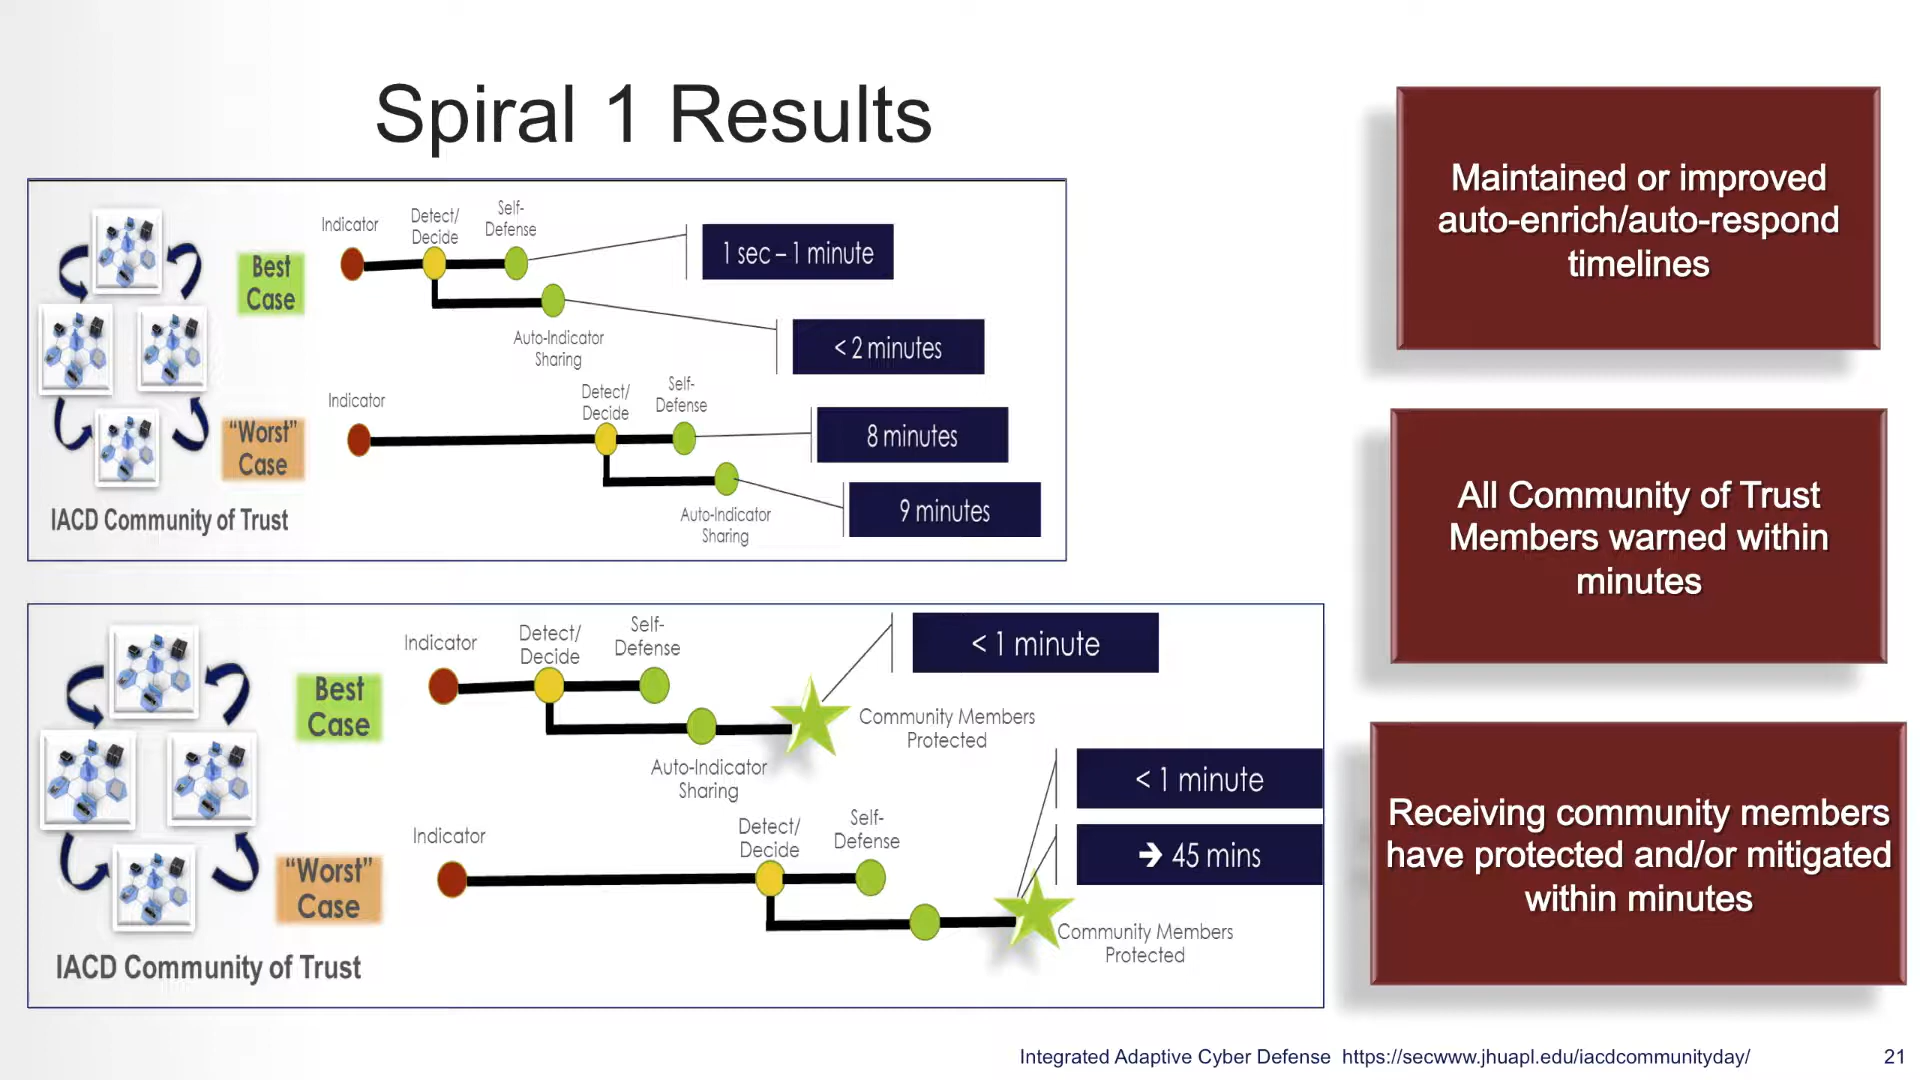 Spiral 1 Results
Indicator
Detect/
Decide
Self-
Defense
Best
Case
1 sec – 1 minute
< 2 minutes
Auto-Indicator
Sharing
Indicator
Detect/
Decide
Self-
Defense
"Worst"
Case
8 minutes
9 minutes
Auto-Indicator
Sharing
IACD Community of Trust
Indicator
Detect/
Decide
Self-
Defense
< 1 minute
Best
Case
Community Members
Protected
Auto-Indicator
Sharing
< 1 minute
Indicator
Detect/
Decide
Self-
Defense
➔ 45 mins
"Worst"
Case
Community Members
Protected
IACD Community of Trust
Maintained or improved
auto-enrich/auto-respond
timelines
All Community of Trust
Members warned within
minutes
Receiving community members
have protected and/or mitigated
within minutes
Integrated Adaptive Cyber Defense https://secwww.jhuapl.edu/iacdcommunityday/
21